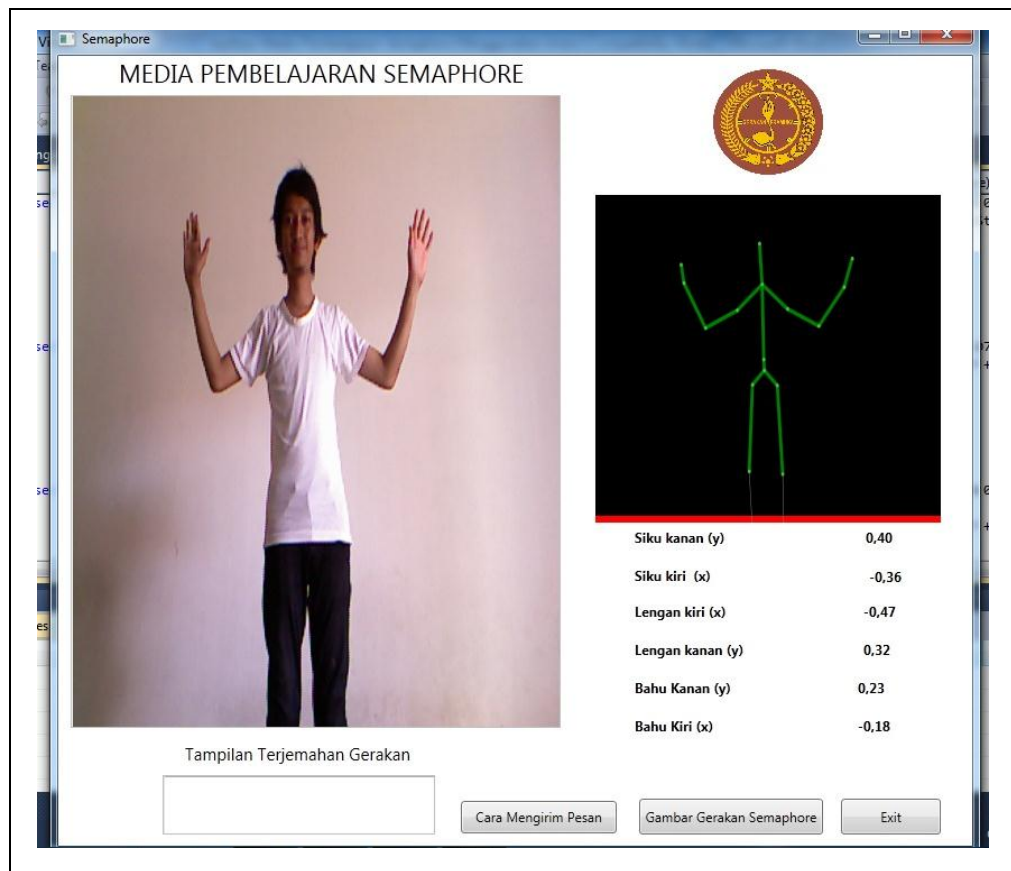 Semaphore
MEDIA PEMBELAJARAN SEMAPHORE
GERAKAN PRAMUKA
Siku kanan (y) 0,40
Siku kiri (x) -0,36
Lengan kiri (x) -0,47
Lengan kanan (y) 0,32
Bahu Kanan (y) 0,23
Bahu Kiri (x) -0,18
Tampilan Terjemahan Gerakan
Cara Mengirim Pesan Gambar Gerakan Semaphore Exit